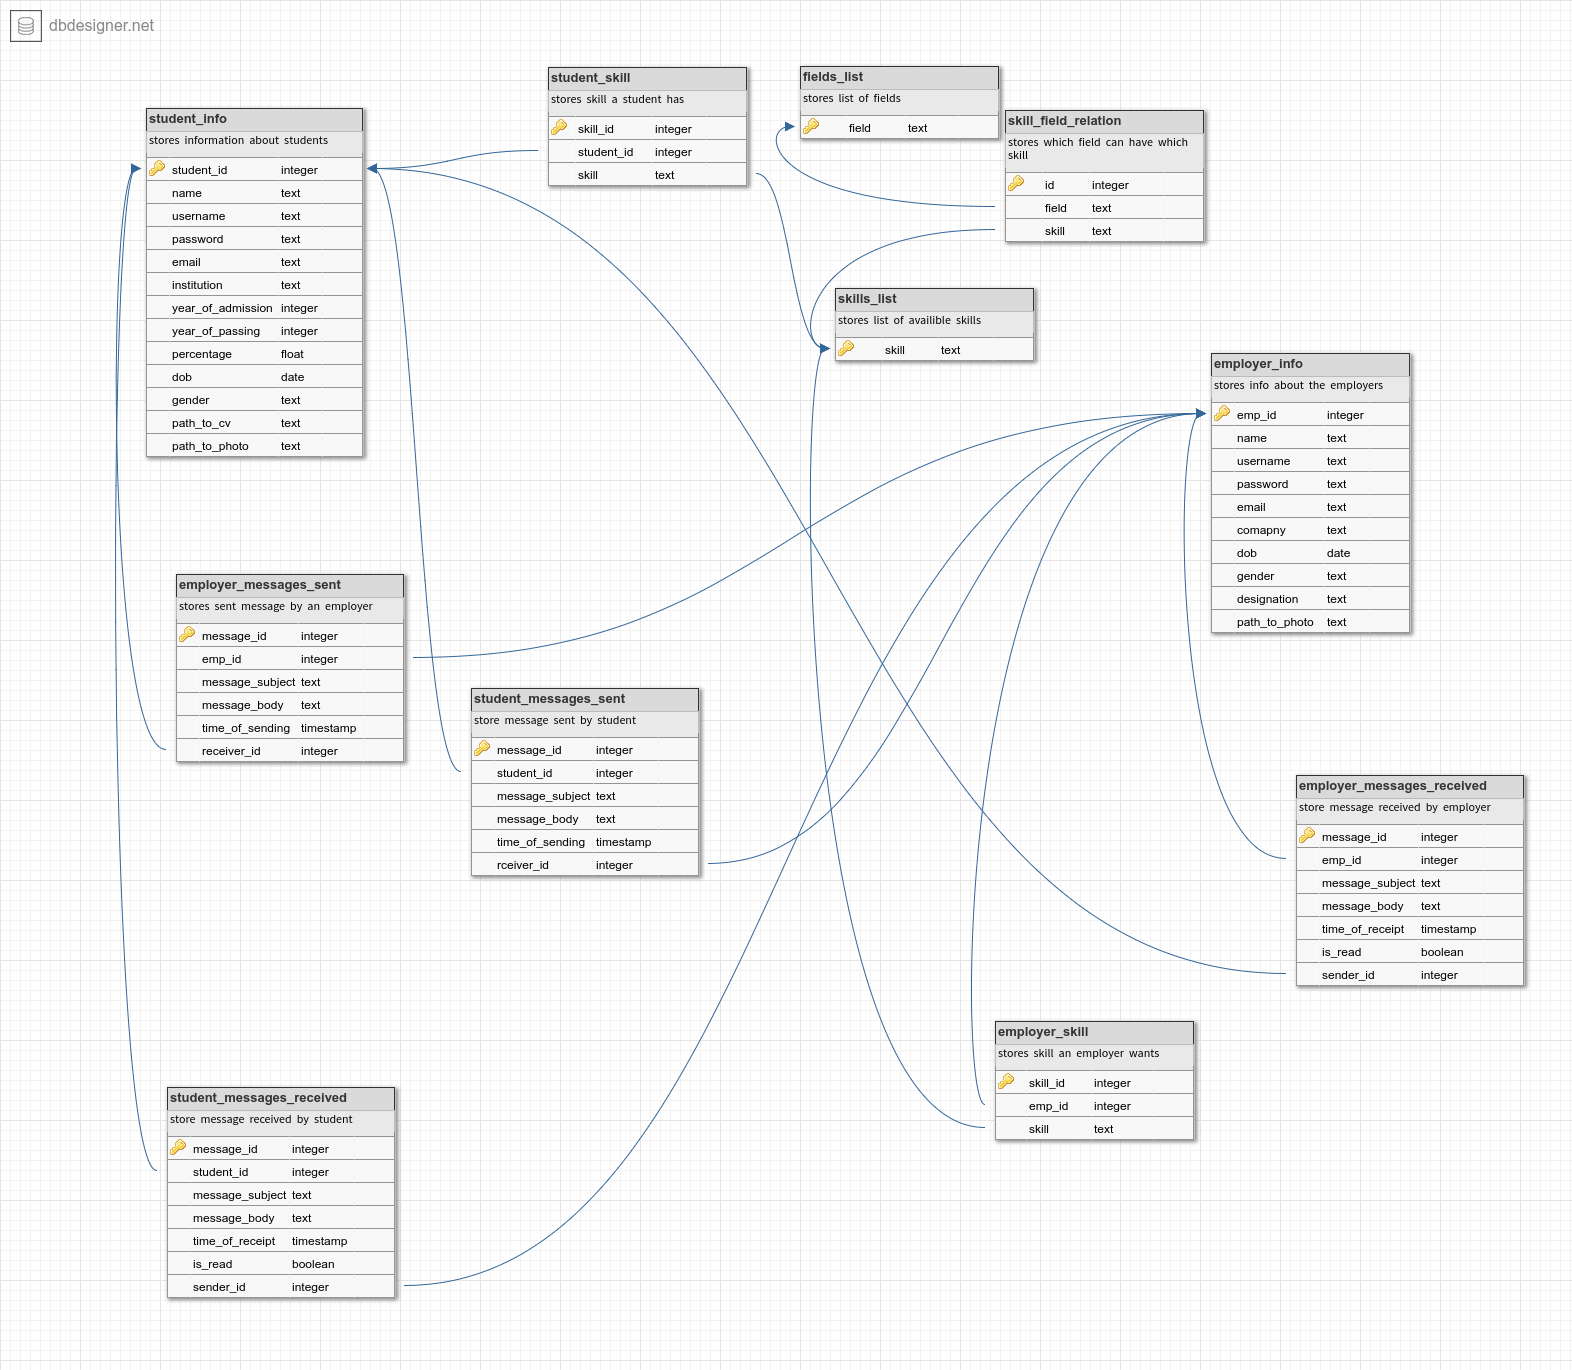 dbdesigner.net
student_info
stores information about students
student_id integer
name text
username text
password text
email text
institution text
year_of_admission integer
year_of_passing integer
percentage float
dob date
gender text
path_to_cv text
path_to_photo text
student_skill
stores skill a student has
skill_id integer
student_id integer
skill text
fields_list
stores list of fields
field text
skill_field_relation
stores which field can have which
skill
id integer
field text
skill text
skills_list
stores list of availible skills
skill text
employer_info
stores info about the employers
emp_id integer
name text
username text
password text
email text
comapny text
dob date
gender text
designation text
path_to_photo text
employer_messages_sent
stores sent message by an employer
message_id integer
emp_id integer
message_subject text
message_body text
time_of_sending timestamp
receiver_id integer
student_messages_sent
store message sent by student
message_id integer
student_id integer
message_subject text
message_body text
time_of_sending timestamp
rceiver_id integer
employer_messages_received
store message received by employer
message_id integer
emp_id integer
message_subject text
message_body text
time_of_receipt timestamp
is_read boolean
sender_id integer
employer_skill
stores skill an employer wants
skill_id integer
emp_id integer
skill text
student_messages_received
store message received by student
message_id integer
student_id integer
message_subject text
message_body text
time_of_receipt timestamp
is_read boolean
sender_id integer